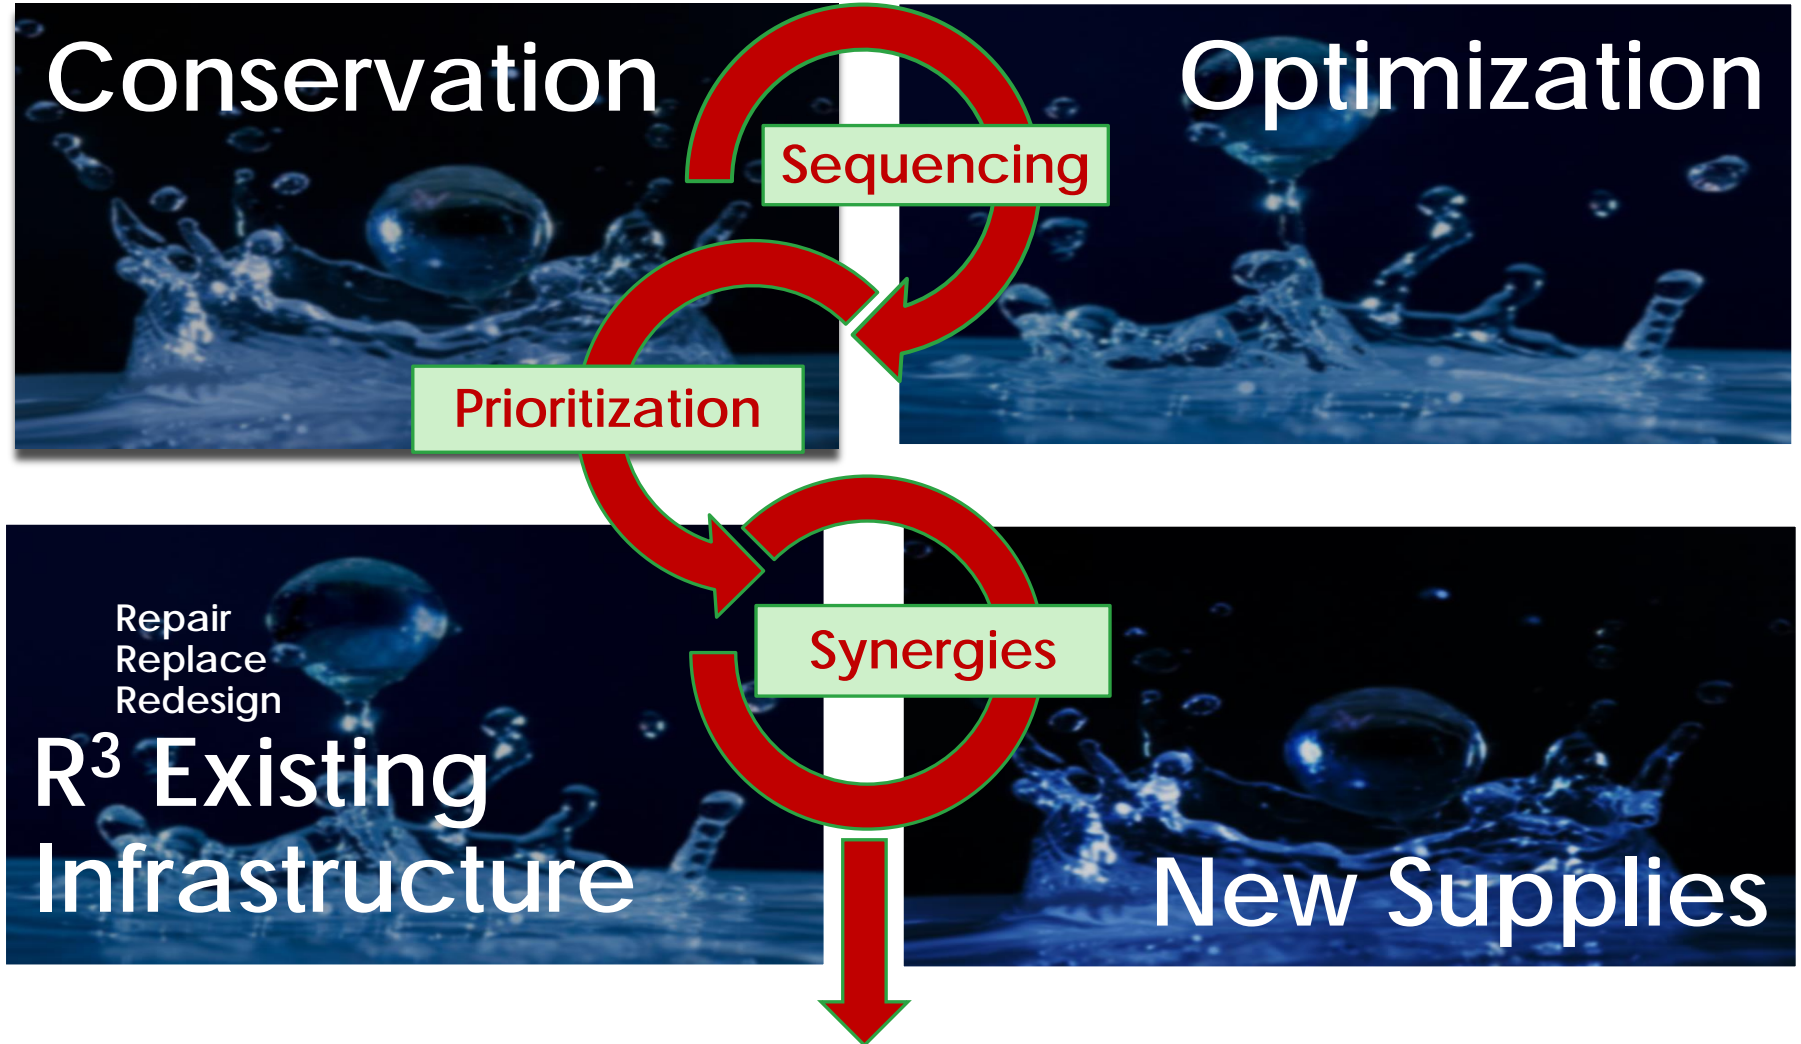 Conservation
Optimization
Sequencing
Prioritization
Synergies
Repair
Replace
Redesign
R³ Existing
Infrastructure
New Supplies